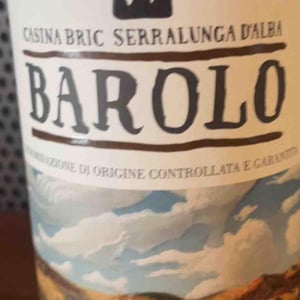 CASINA BRIC SERRALUNGA D'ALBA
BAROLO
DENOMINAZIONE DI ORIGINE CONTROLLATA E GARANTITA